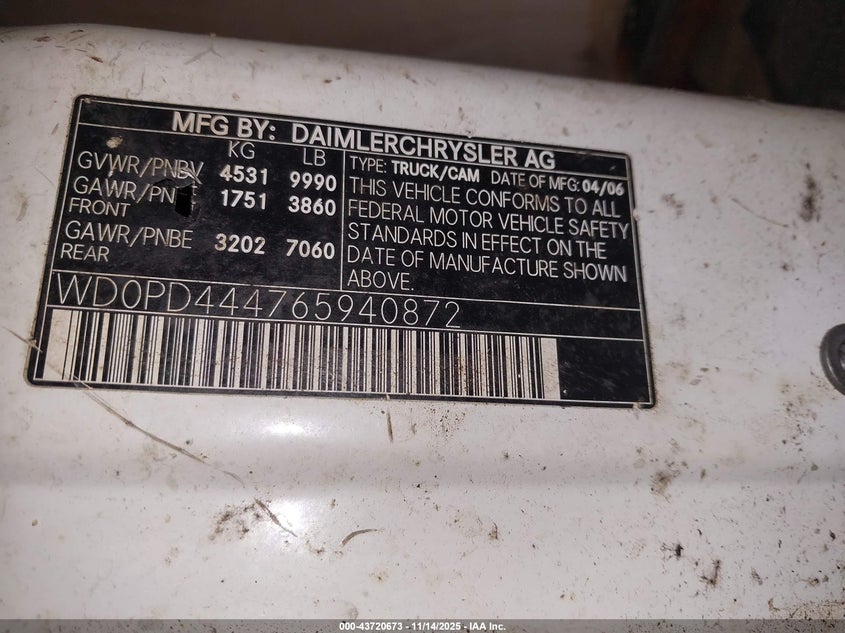 MFG BY: DAIMLERCHRYSLER AG
KG LB
GVWR/PNBV 4531 9990
GAWR/PN 1751 3860
FRONT
GAWR/PNBE 3202 7060
REAR
TYPE: TRUCK/CAM DATE OF MFG: 04/06
THIS VEHICLE CONFORMS TO ALL
FEDERAL MOTOR VEHICLE SAFETY
STANDARDS IN EFFECT ON THE
DATE OF MANUFACTURE SHOWN
ABOVE.
WD0PD444765940872
000-43720673 - 11/14/2025 - IAA Inc.